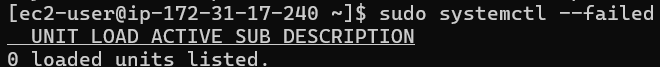 [ec2-user@ip-172-31-17-240 ~]$ sudo systemctl --failed
  UNIT LOAD ACTIVE SUB DESCRIPTION
0 loaded units listed.